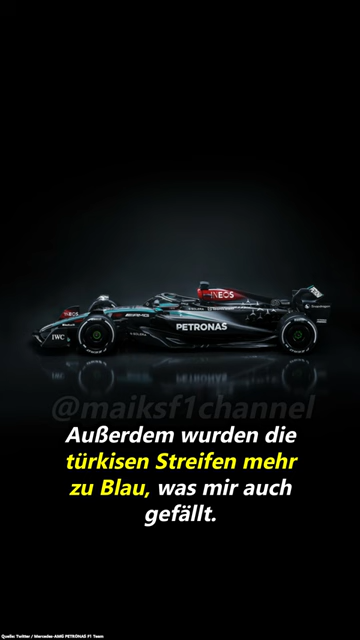 INEOS
PETRONAS
AMG
IWC
@maiksf1channel
Außerdem wurden die
türkisen Streifen mehr
zu Blau, was mir auch
gefällt.
Quelle: Twitter / Mercedes-AMG PETRONAS F1 Team